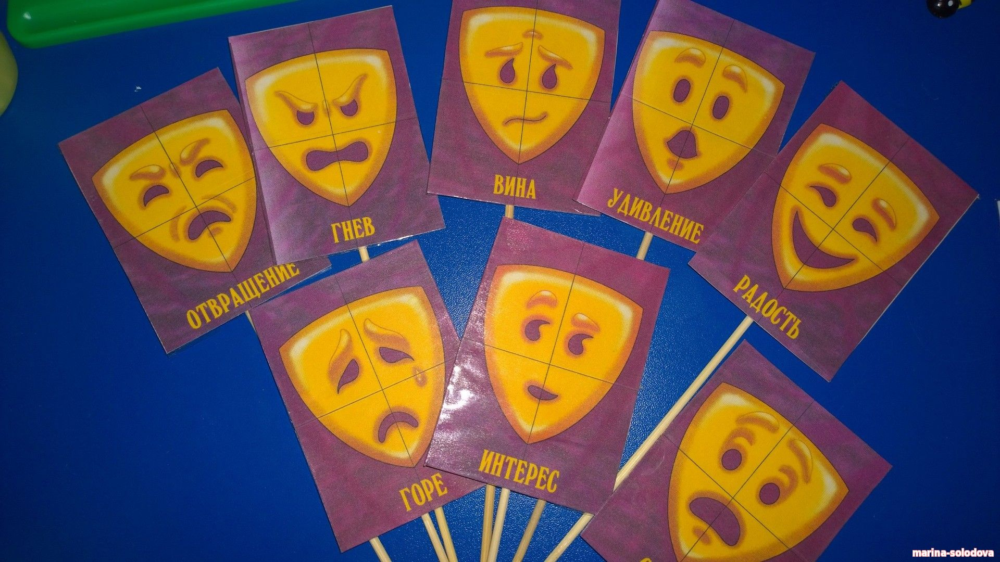 ВИНА
УДИВЛЕНИЕ
ГНЕВ
ОТВРАЩЕНИЕ
РАДОСТЬ
ГОРЕ
ИНТЕРЕС
marina-solodova